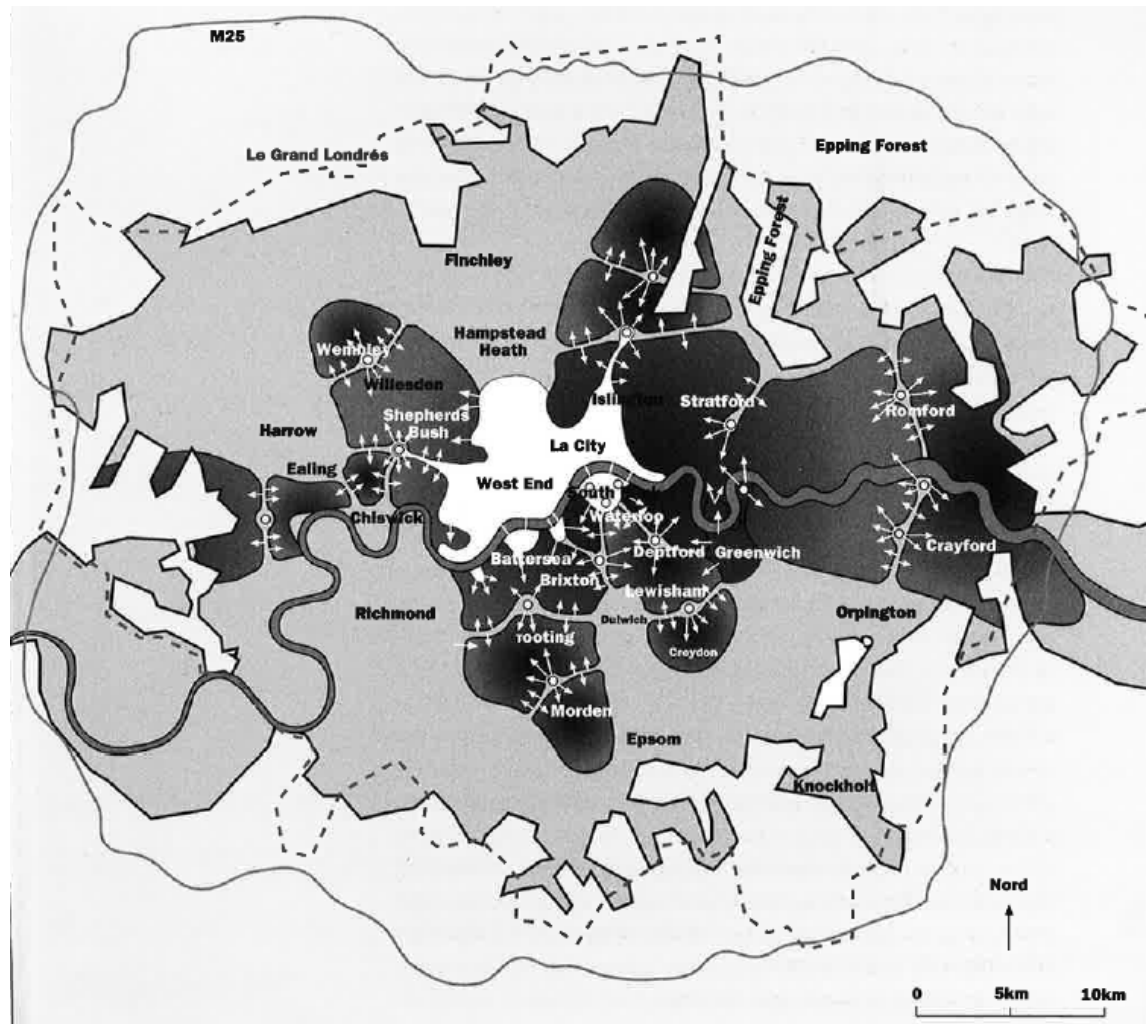 M25
Le Grand Londrés
Epping Forest
Epping Forest
Finchley
Hampstead
Heath
Wembley
Willesden
Islington
Stratford
Romford
Shepherds
Bush
Harrow
La City
Ealing
West End
South
Chiswick
Waterloo
Battersea
Deptford
Greenwich
Crayford
Brixton
Lewisham
Richmond
Dulwich
Orpington
Tooting
Croydon
Morden
Epsom
Knockholt
Nord
0 5km 10km